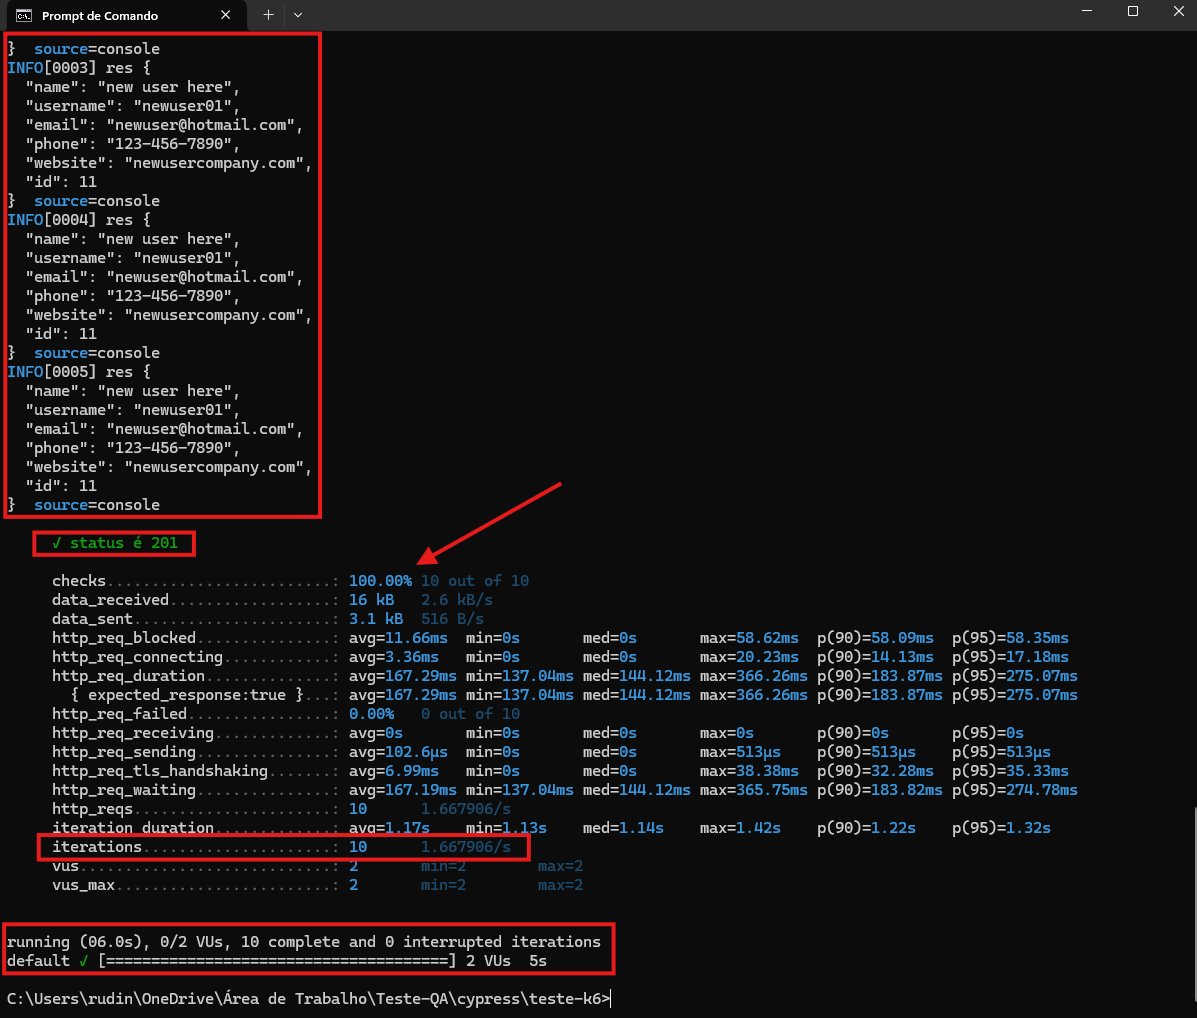 Prompt de Comando
} source=console
INFO[0003] res {
"name": "new user here",
"username": "newuser01",
"email": "newuser@hotmail.com",
"phone": "123-456-7890",
"website": "newusercompany.com",
"id": 11
} source=console
INFO[0004] res {
"name": "new user here",
"username": "newuser01",
"email": "newuser@hotmail.com",
"phone": "123-456-7890",
"website": "newusercompany.com",
"id": 11
} source=console
INFO[0005] res {
"name": "new user here",
"username": "newuser01",
"email": "newuser@hotmail.com",
"phone": "123-456-7890",
"website": "newusercompany.com",
"id": 11
} source=console
✓ status é 201
checks.........................: 100.00% 10 out of 10
data_received..................: 16 kB 2.6 kB/s
data_sent......................: 3.1 kB 516 B/s
http_req_blocked...............: avg=11.66ms min=0s med=0s max=58.62ms p(90)=58.09ms p(95)=58.35ms
http_req_connecting............: avg=3.36ms min=0s med=0s max=20.23ms p(90)=14.13ms p(95)=17.18ms
http_req_duration..............: avg=167.29ms min=137.04ms med=144.12ms max=366.26ms p(90)=183.87ms p(95)=275.07ms
{ expected_response:true }...: avg=167.29ms min=137.04ms med=144.12ms max=366.26ms p(90)=183.87ms p(95)=275.07ms
http_req_failed................: 0.00% 0 out of 10
http_req_receiving.............: avg=0s min=0s med=0s max=0s p(90)=0s p(95)=0s
http_req_sending...............: avg=102.6µs min=0s med=0s max=513µs p(90)=513µs p(95)=513µs
http_req_tls_handshaking.......: avg=6.99ms min=0s med=0s max=38.38ms p(90)=32.28ms p(95)=35.33ms
http_req_waiting...............: avg=167.19ms min=137.04ms med=144.12ms max=365.75ms p(90)=183.82ms p(95)=274.78ms
http_reqs......................: 10 1.667906/s
iteration_duration.............: avg=1.17s min=1.13s med=1.14s max=1.42s p(90)=1.22s p(95)=1.32s
iterations.....................: 10 1.667906/s
vus............................: 2 min=2 max=2
vus_max........................: 2 min=2 max=2
running (06.0s), 0/2 VUs, 10 complete and 0 interrupted iterations
default ✓ [======================================] 2 VUs 5s
C:\Users\rudin\OneDrive\Área de Trabalho\Teste-QA\cypress\teste-k6>